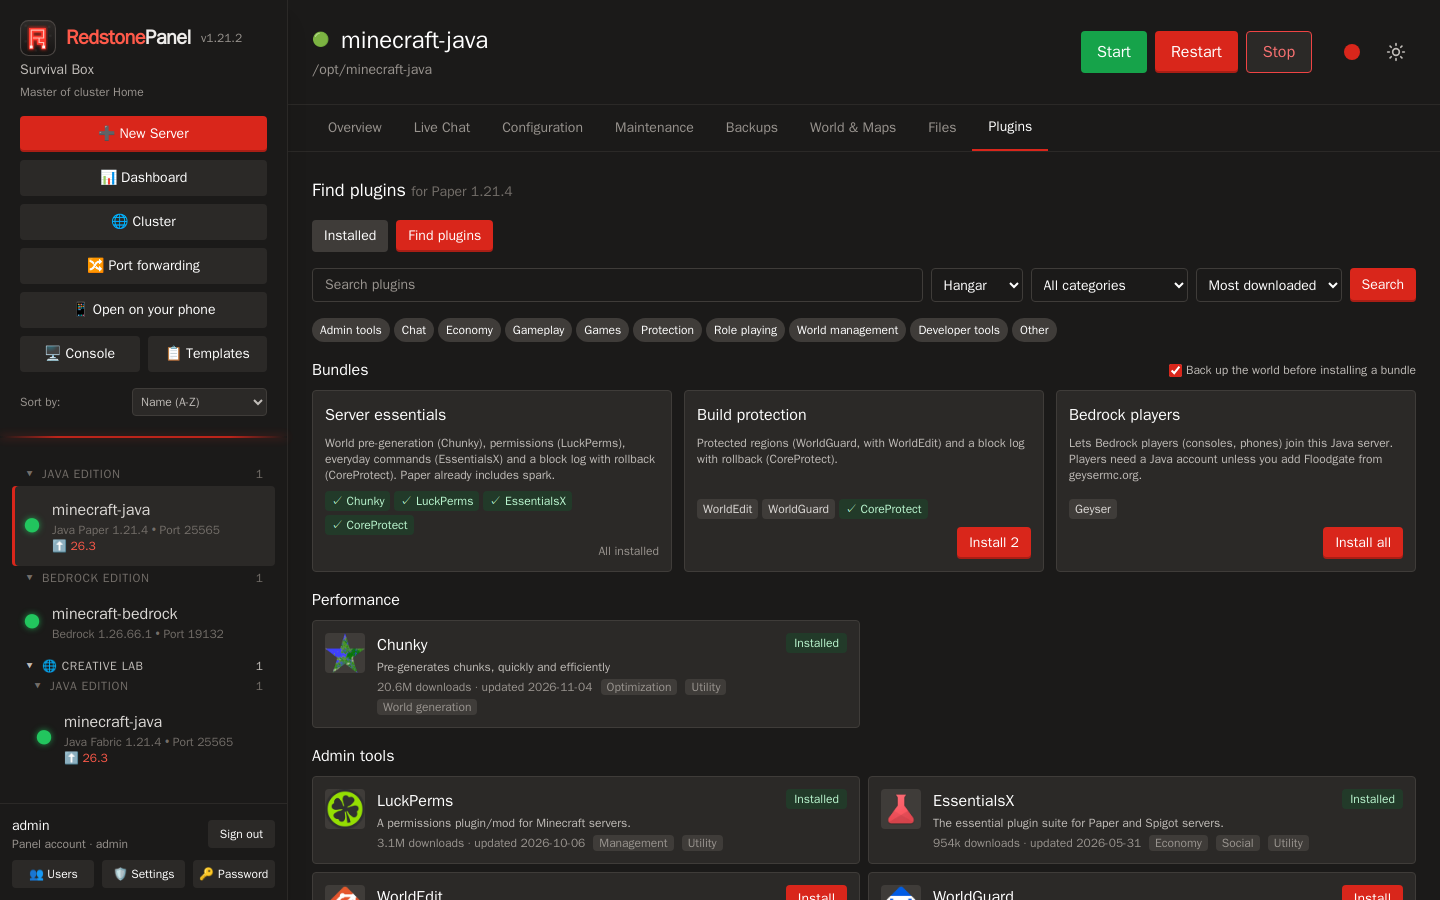 RedstonePanel v1.21.2
Survival Box
Master of cluster Home
➕ New Server
📊 Dashboard
🌐 Cluster
🔀 Port forwarding
📱 Open on your phone
🖥️ Console
📋 Templates
Sort by:
Name (A-Z)
▼ JAVA EDITION 1
minecraft-java
Java Paper 1.21.4 • Port 25565
⬆️ 26.3
▼ BEDROCK EDITION 1
minecraft-bedrock
Bedrock 1.26.66.1 • Port 19132
▼ 🌐 CREATIVE LAB 1
▼ JAVA EDITION 1
minecraft-java
Java Fabric 1.21.4 • Port 25565
⬆️ 26.3
admin
Panel account · admin
Sign out
👥 Users
🛡️ Settings
🔑 Password
minecraft-java
/opt/minecraft-java
Start
Restart
Stop
Overview
Live Chat
Configuration
Maintenance
Backups
World & Maps
Files
Plugins
Find plugins for Paper 1.21.4
Installed
Find plugins
Search plugins
Hangar
All categories
Most downloaded
Search
Admin tools
Chat
Economy
Gameplay
Games
Protection
Role playing
World management
Developer tools
Other
Bundles
Back up the world before installing a bundle
Server essentials
World pre-generation (Chunky), permissions (LuckPerms),
everyday commands (EssentialsX) and a block log with rollback
(CoreProtect). Paper already includes spark.
✓ Chunky
✓ LuckPerms
✓ EssentialsX
✓ CoreProtect
All installed
Build protection
Protected regions (WorldGuard, with WorldEdit) and a block log
with rollback (CoreProtect).
WorldEdit
WorldGuard
✓ CoreProtect
Install 2
Bedrock players
Lets Bedrock players (consoles, phones) join this Java server.
Players need a Java account unless you add Floodgate from
geysermc.org.
Geyser
Install all
Performance
Chunky
Installed
Pre-generates chunks, quickly and efficiently
20.6M downloads · updated 2026-11-04 Optimization Utility
World generation
Admin tools
LuckPerms
Installed
A permissions plugin/mod for Minecraft servers.
3.1M downloads · updated 2026-10-06 Management Utility
EssentialsX
Installed
The essential plugin suite for Paper and Spigot servers.
954k downloads · updated 2026-05-31 Economy Social Utility
WorldEdit
Install
WorldGuard
Install